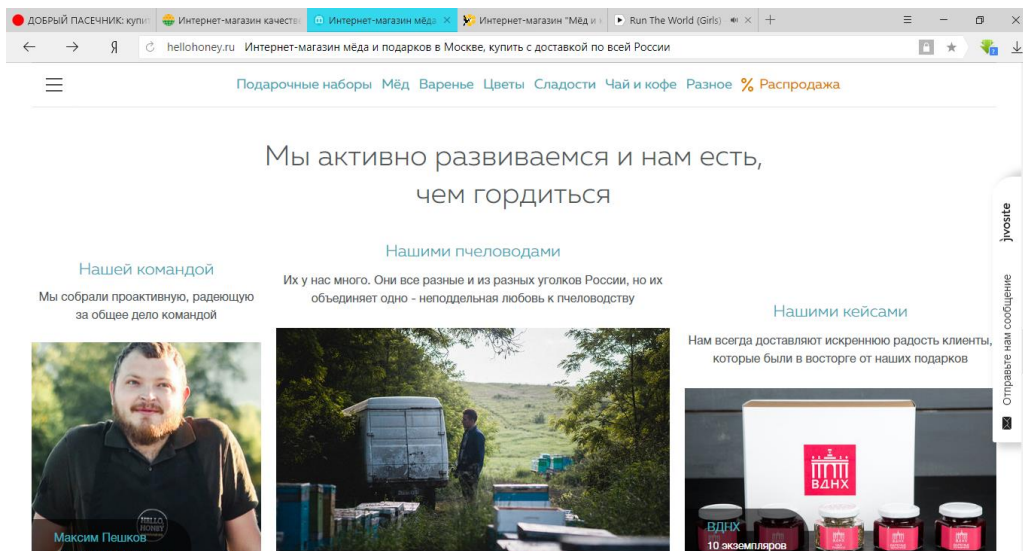 ДОБРЫЙ ПАСЕЧНИК: купит
Интернет-магазин качестве
Интернет-магазин мёда
Интернет-магазин "Мёд и к
Run The World (Girls)
Я hellohoney.ru Интернет-магазин мёда и подарков в Москве, купить с доставкой по всей России
Подарочные наборы Мёд Варенье Цветы Сладости Чай и кофе Разное % Распродажа
Мы активно развиваемся и нам есть,
чем гордиться
Нашей командой
Мы собрали проактивную, радеющую
за общее дело командой
HELLO
HONEY
Максим Пешков
Нашими пчеловодами
Их у нас много. Они все разные и из разных уголков России, но их
объединяет одно - неподдельная любовь к пчеловодству
Нашими кейсами
Нам всегда доставляют искреннюю радость клиенты,
которые были в восторге от наших подарков
ВДНХ
ВДНХ
10 экземпляров
jivosite
Отправьте нам сообщение